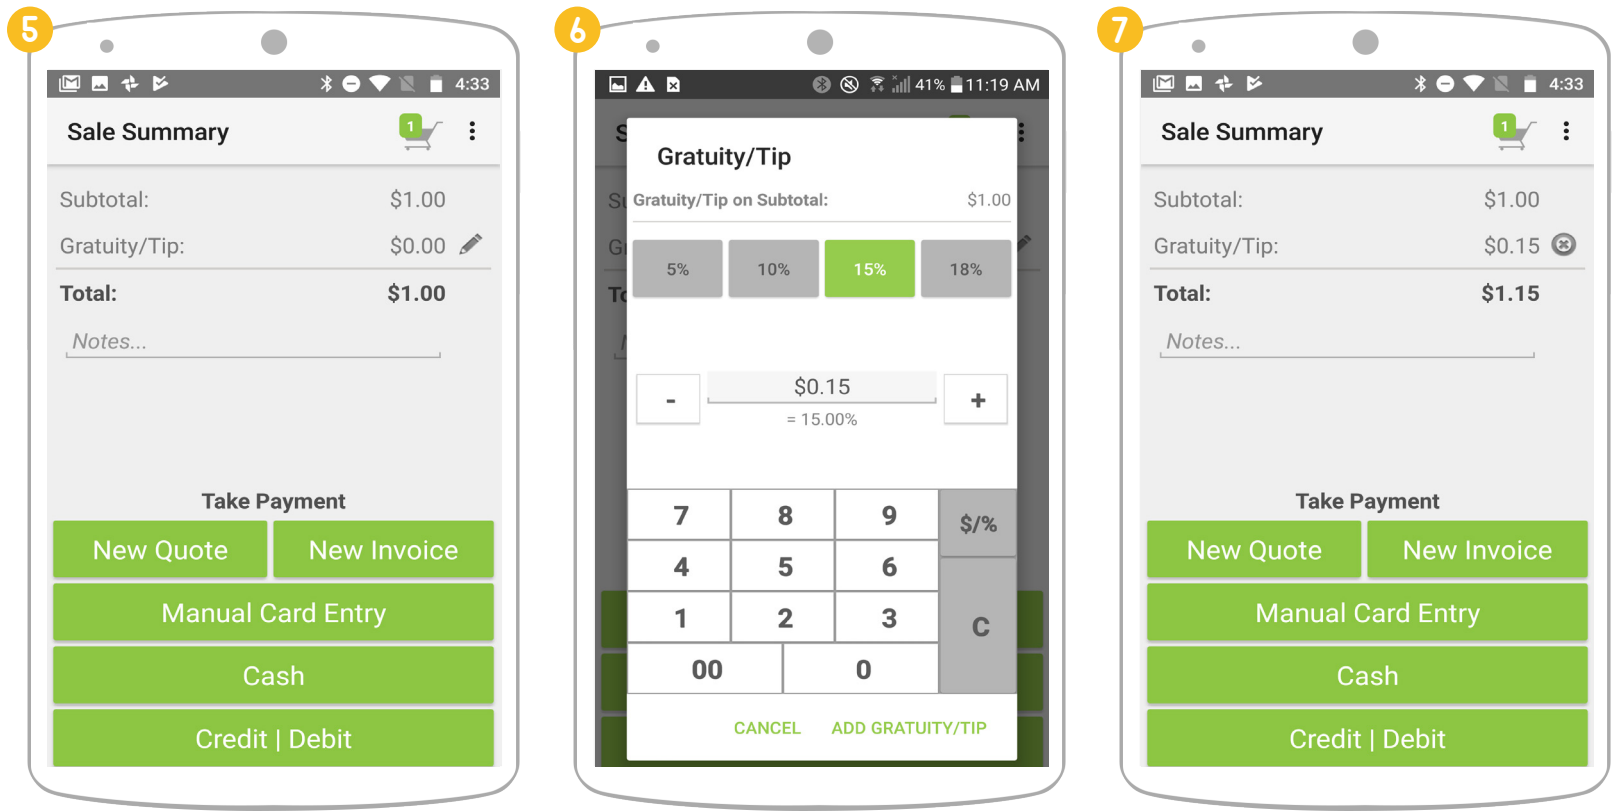 5
4:33
Sale Summary
1
Subtotal: $1.00
Gratuity/Tip: $0.00
Total: $1.00
Notes...
Take Payment
New Quote New Invoice
Manual Card Entry
Cash
Credit | Debit
6
41% 11:19 AM
Gratuity/Tip
Gratuity/Tip on Subtotal: $1.00
5% 10% 15% 18%
- $0.15 +
= 15.00%
7 8 9 $/%
4 5 6
1 2 3 C
00 0
CANCEL ADD GRATUITY/TIP
7
4:33
Sale Summary
1
Subtotal: $1.00
Gratuity/Tip: $0.15
Total: $1.15
Notes...
Take Payment
New Quote New Invoice
Manual Card Entry
Cash
Credit | Debit